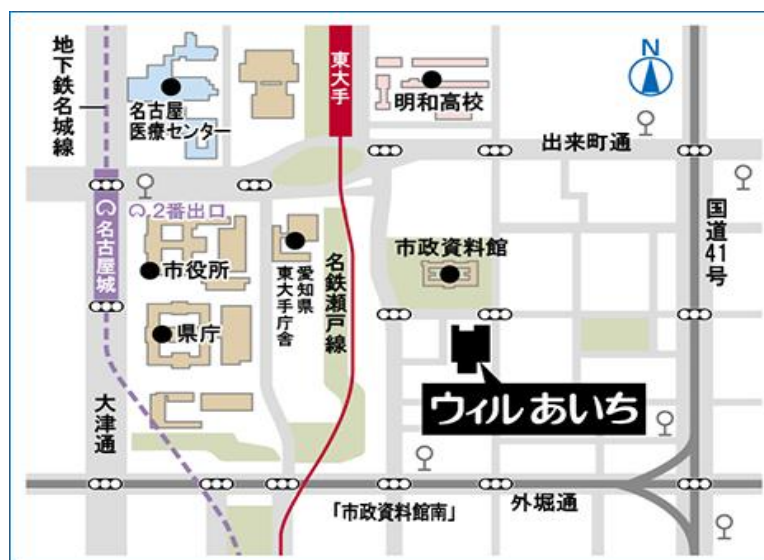 地下鉄名城線
名古屋
医療センター
東大手
明和高校
N
出来町通
名古屋城
2番出口
市役所
愛知県
東大手庁舎
名鉄瀬戸線
市政資料館
国道41号
県庁
ウィルあいち
大津通
「市政資料館南」
外堀通